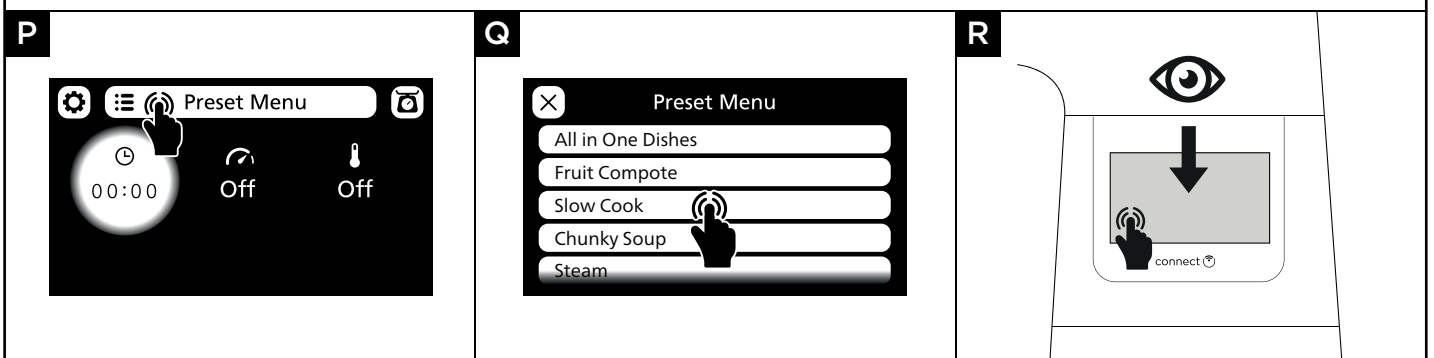 P
Preset Menu
00:00
Off
Off
Q
Preset Menu
All in One Dishes
Fruit Compote
Slow Cook
Chunky Soup
Steam
R
connect